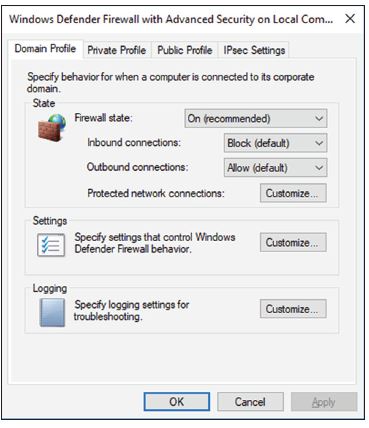 Windows Defender Firewall with Advanced Security on Local Com...
Domain Profile Private Profile Public Profile IPsec Settings
Specify behavior for when a computer is connected to its corporate
domain.
State
Firewall state: On (recommended)
Inbound connections: Block (default)
Outbound connections: Allow (default)
Protected network connections: Customize...
Settings
Specify settings that control Windows
Defender Firewall behavior.
Customize...
Logging
Specify logging settings for
troubleshooting.
Customize...
OK Cancel Apply